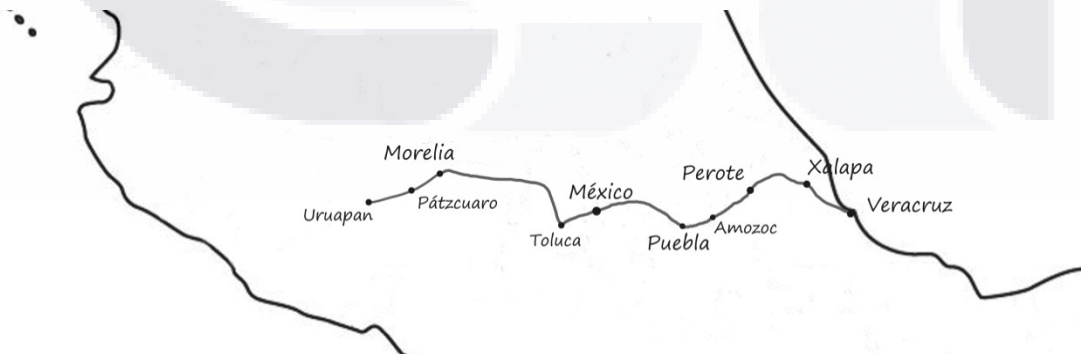 Morelia
Xalapa
Perote
México
Pátzcuaro
Veracruz
Uruapan
Amozoc
Toluca
Puebla